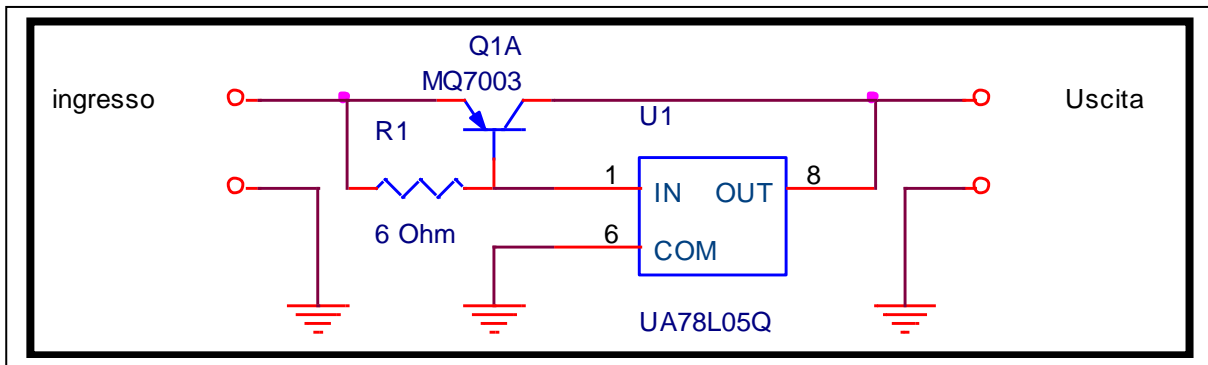 Q1A
MQ7003
ingresso
Uscita
R1
U1
1
8
IN
OUT
6 Ohm
6
COM
UA78L05Q